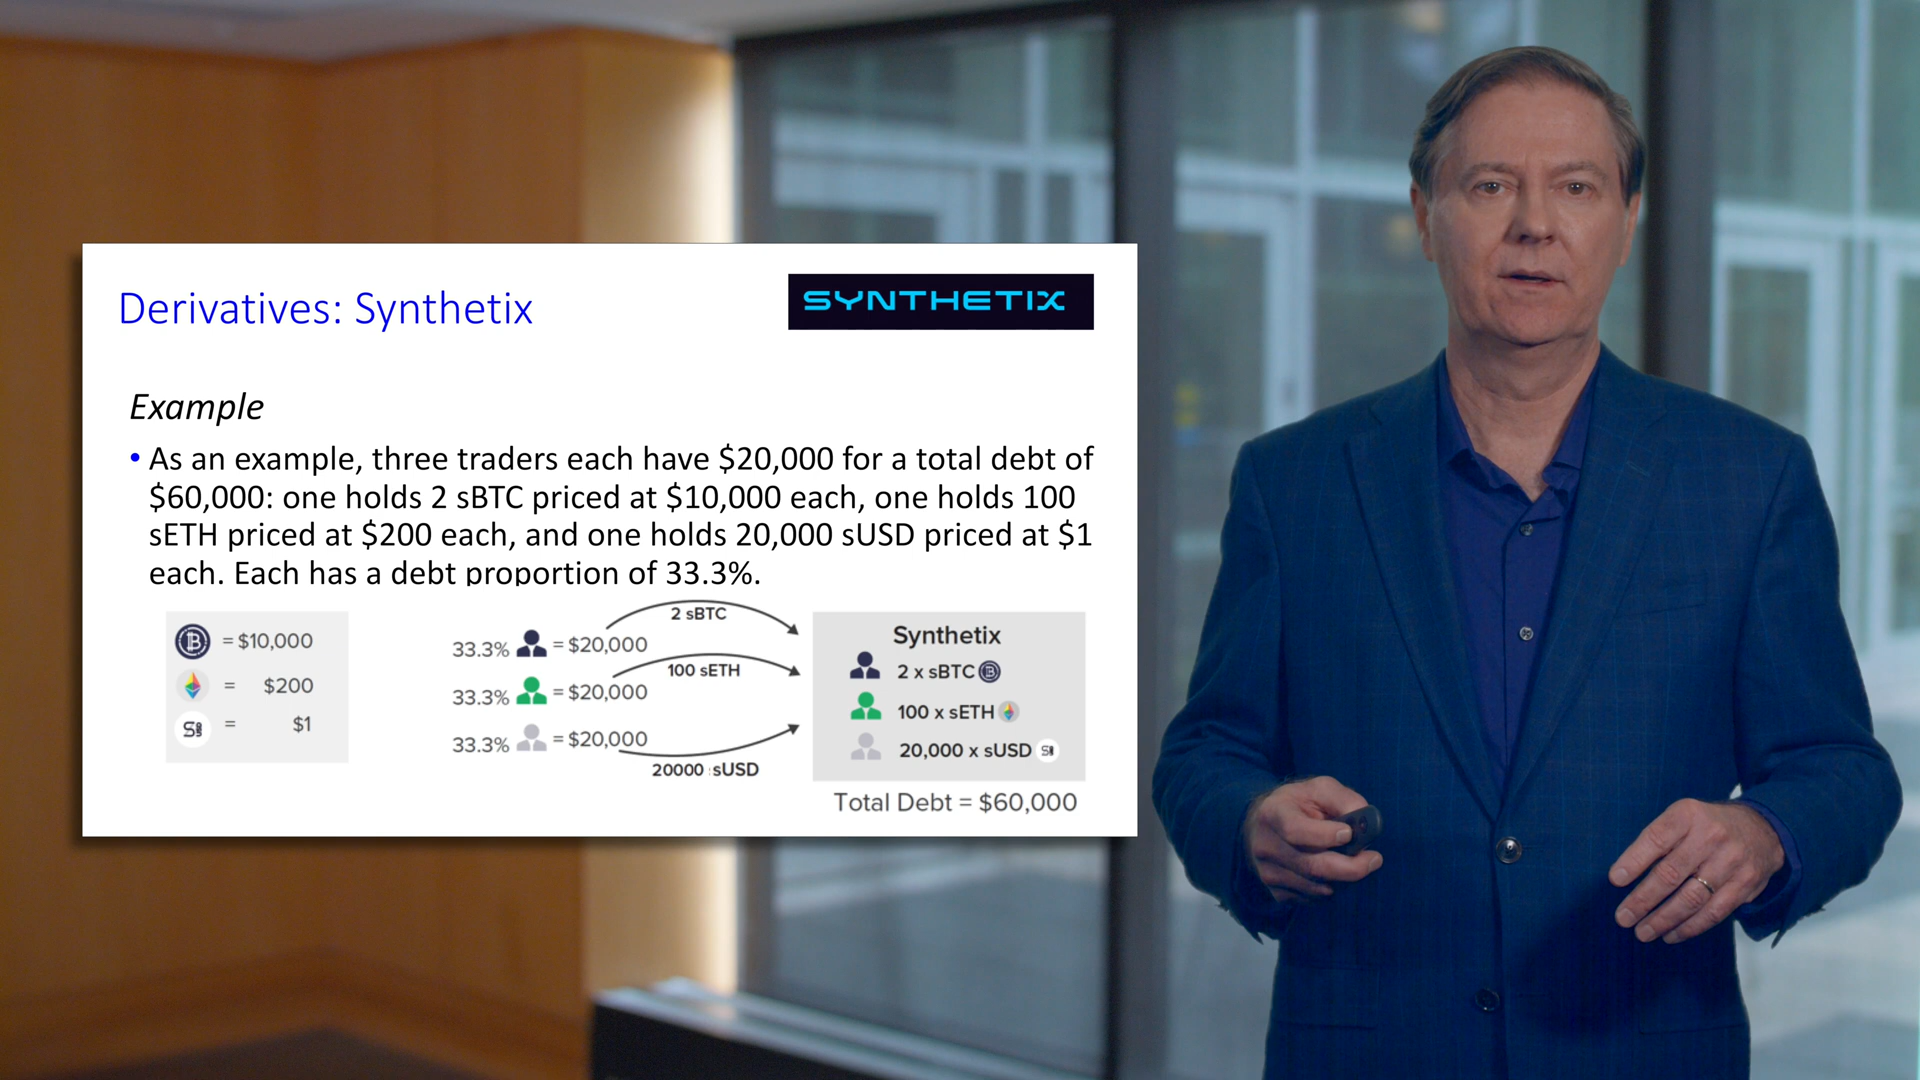 Derivatives: Synthetix
SYNTHETIX
Example
• As an example, three traders each have $20,000 for a total debt of
$60,000: one holds 2 sBTC priced at $10,000 each, one holds 100
sETH priced at $200 each, and one holds 20,000 sUSD priced at $1
each. Each has a debt proportion of 33.3%.
= $10,000
= $200
= $1
33.3% = $20,000
33.3% = $20,000
33.3% = $20,000
2 sBTC
100 sETH
20000 sUSD
Synthetix
2 x sBTC
100 x sETH
20,000 x sUSD
Total Debt = $60,000